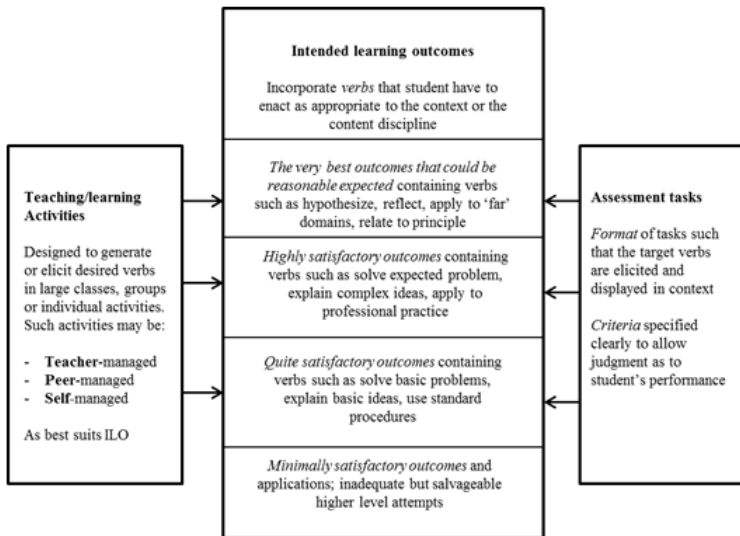 Teaching/learning
Activities
Designed to generate
or elicit desired verbs
in large classes, groups
or individual activities.
Such activities may be:
- Teacher-managed
- Peer-managed
- Self-managed
As best suits ILO
Intended learning outcomes
Incorporate verbs that student have to
enact as appropriate to the context or the
content discipline
The very best outcomes that could be
reasonable expected containing verbs
such as hypothesize, reflect, apply to ‘far’
domains, relate to principle
Highly satisfactory outcomes containing
verbs such as solve expected problem,
explain complex ideas, apply to
professional practice
Quite satisfactory outcomes containing
verbs such as solve basic problems,
explain basic ideas, use standard
procedures
Minimally satisfactory outcomes and
applications; inadequate but salvageable
higher level attempts
Assessment tasks
Format of tasks such
that the target verbs
are elicited and
displayed in context
Criteria specified
clearly to allow
judgment as to
student’s performance